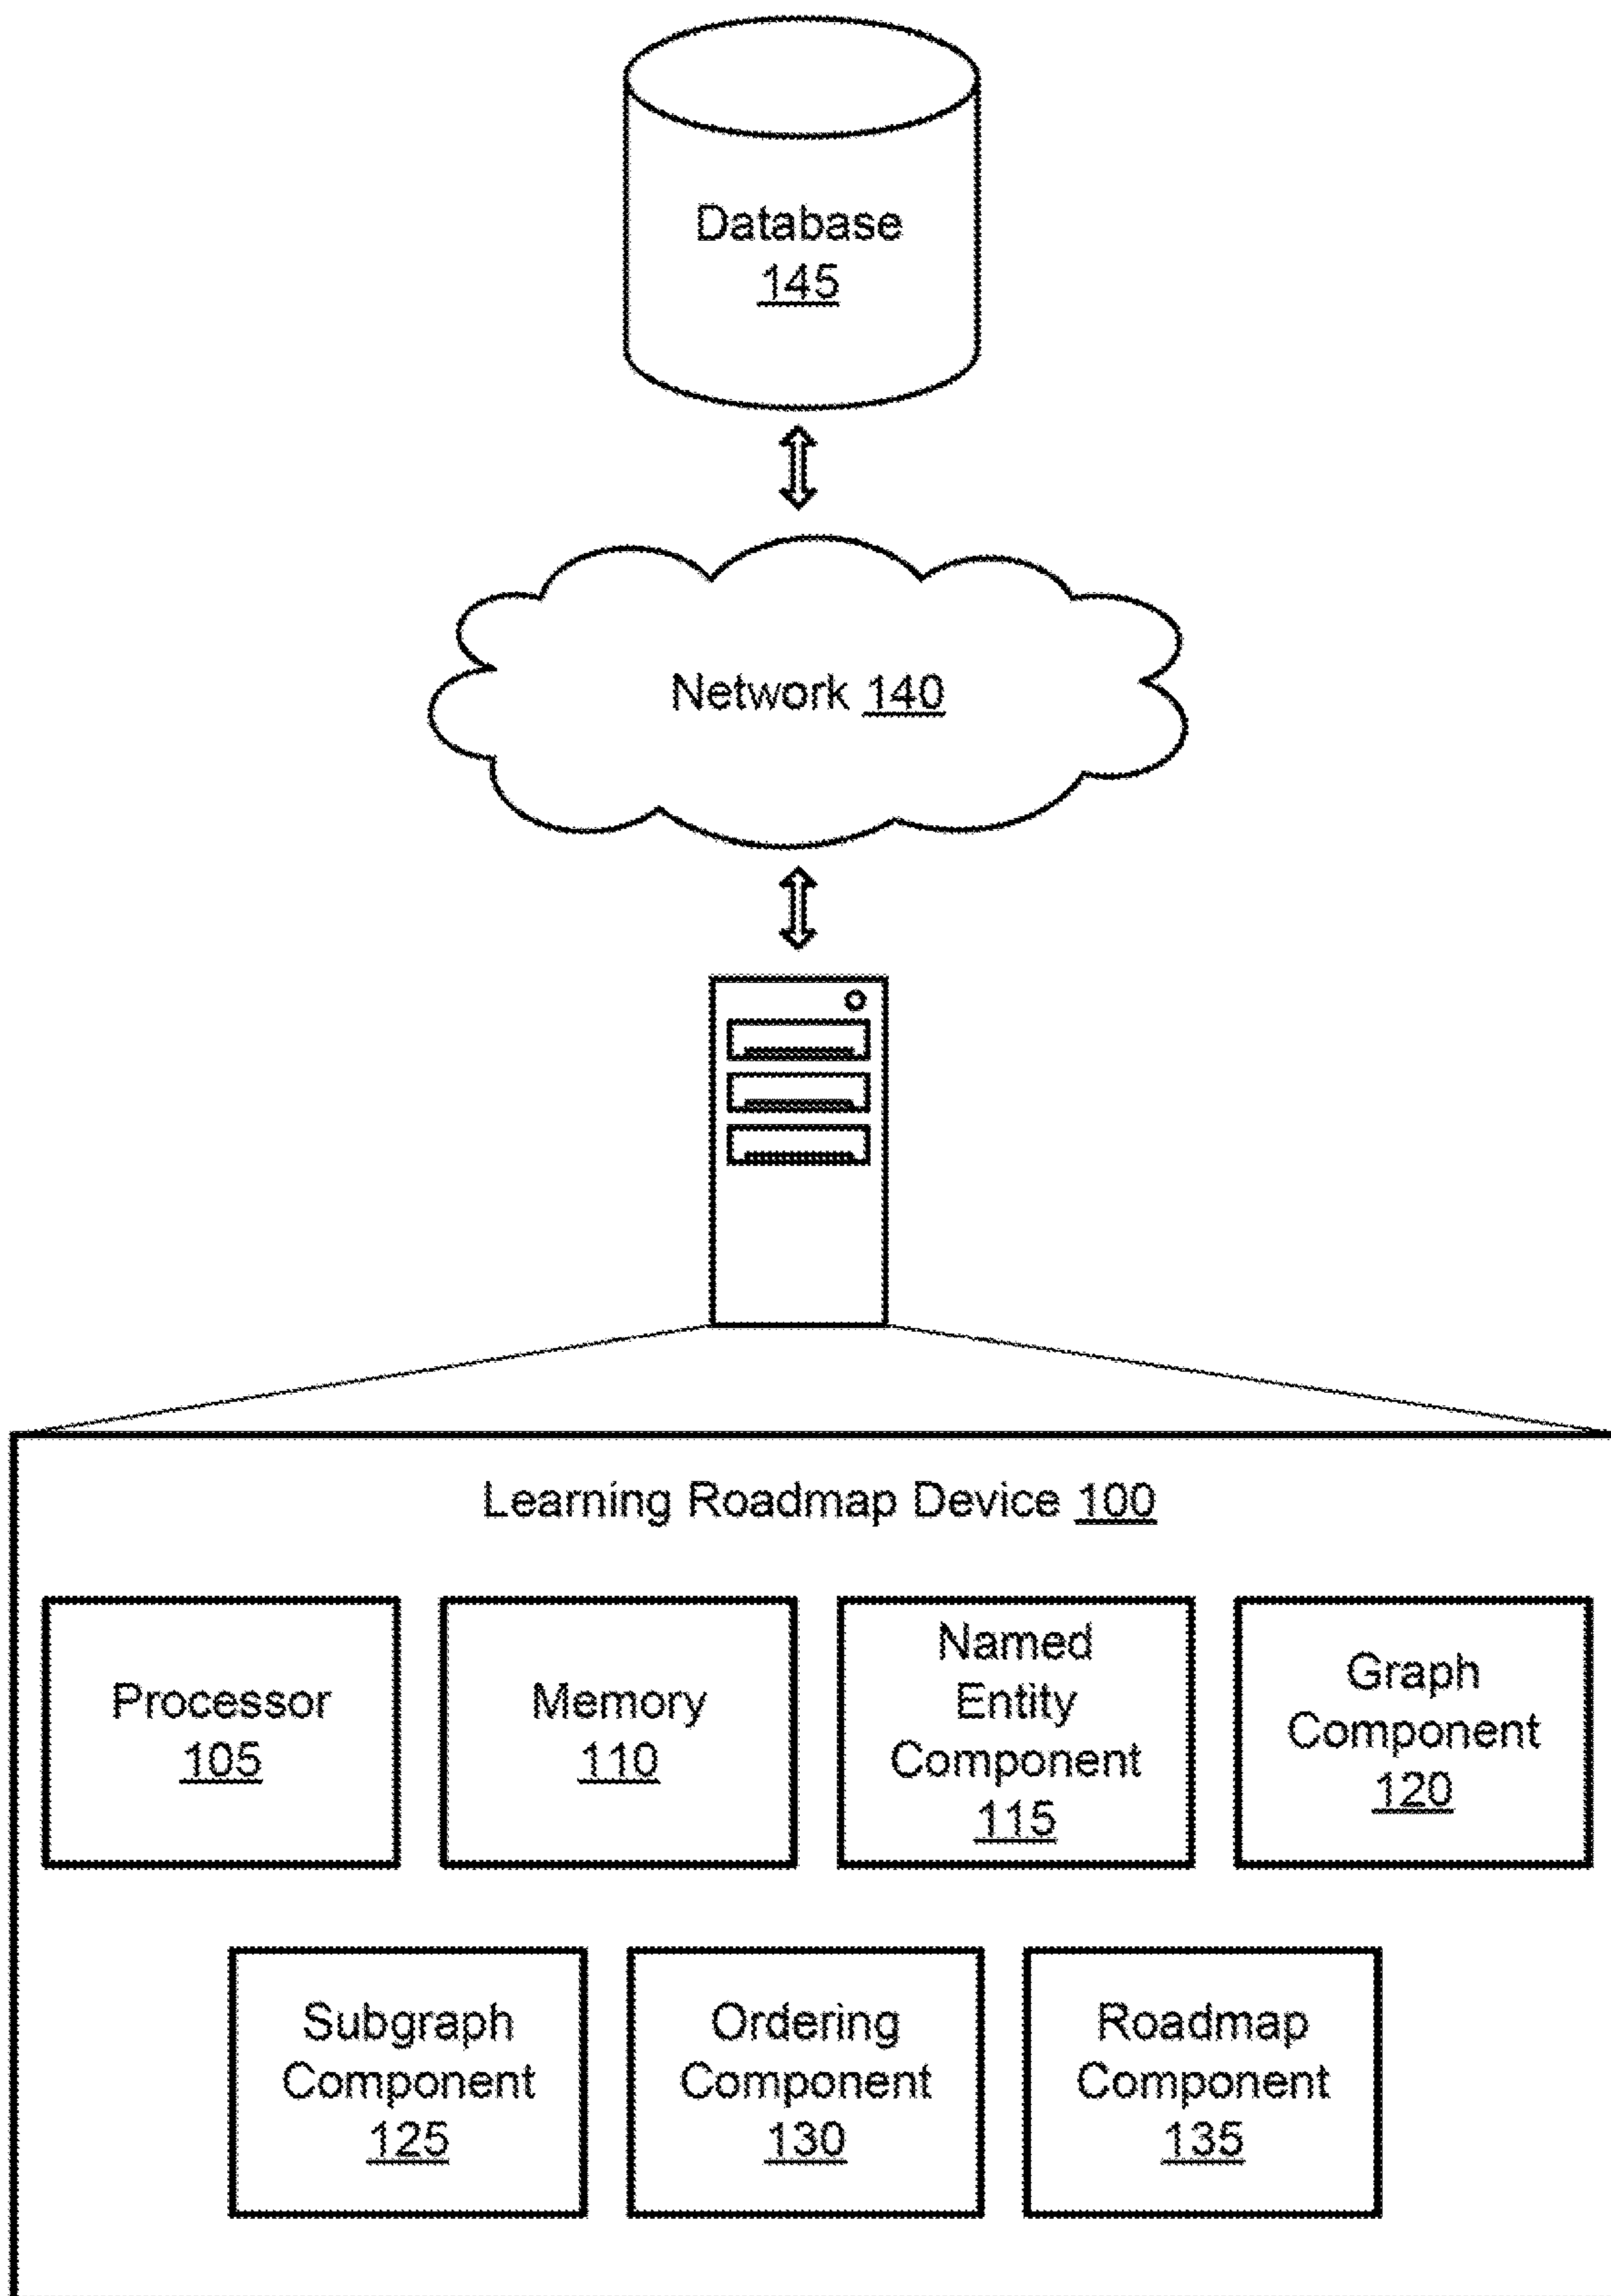 Database
145
Network 140
Learning Roadmap Device 100
Processor
105
Memory
110
Named
Entity
Component
115
Graph
Component
120
Subgraph
Component
125
Ordering
Component
130
Roadmap
Component
135